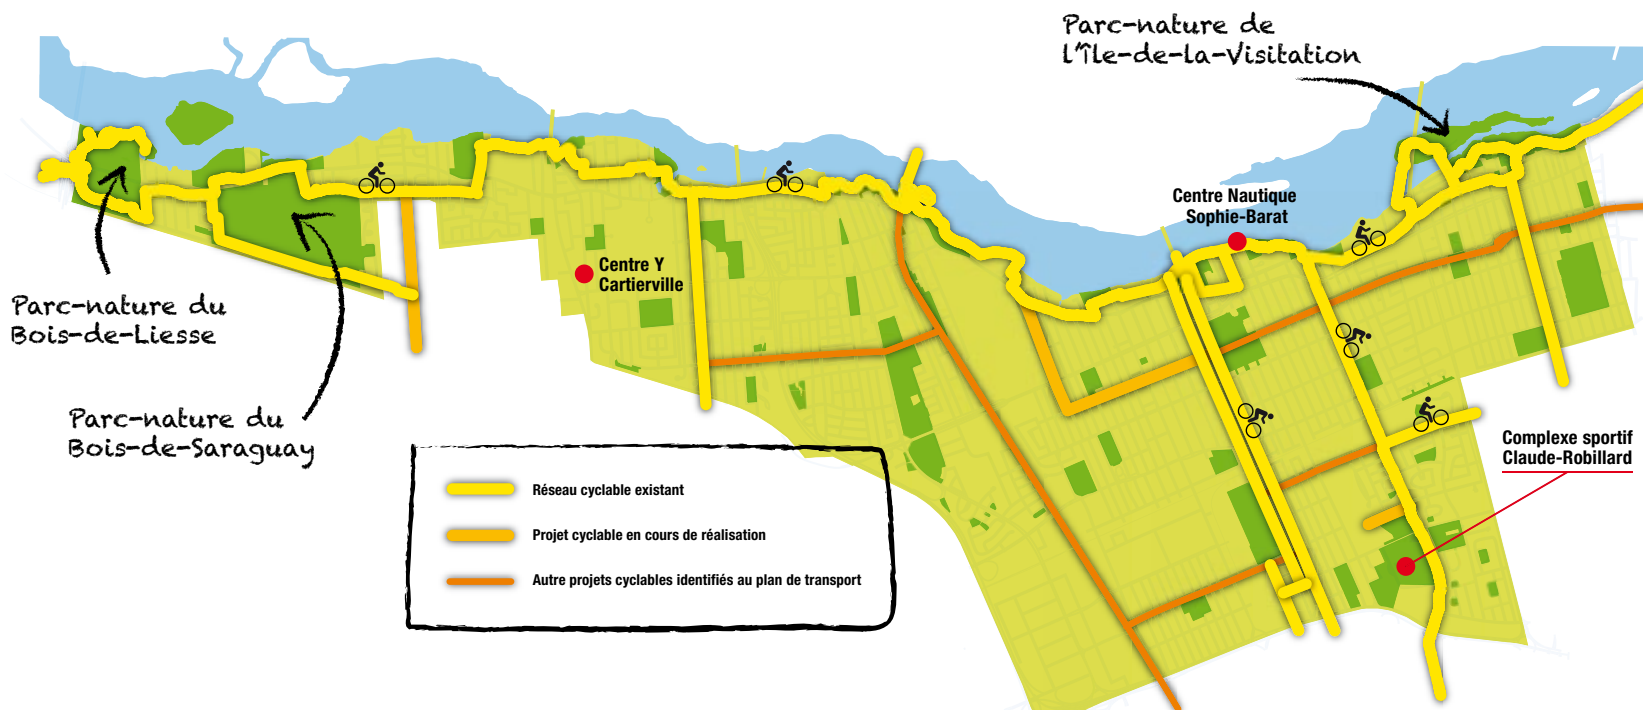 Parc-nature de
l'Île-de-la-Visitation
Centre Nautique
Sophie-Barat
Centre Y
Cartierville
Parc-nature du
Bois-de-Liesse
Parc-nature du
Bois-de-Saraguay
Complexe sportif
Claude-Robillard
Réseau cyclable existant
Projet cyclable en cours de réalisation
Autre projets cyclables identifiés au plan de transport